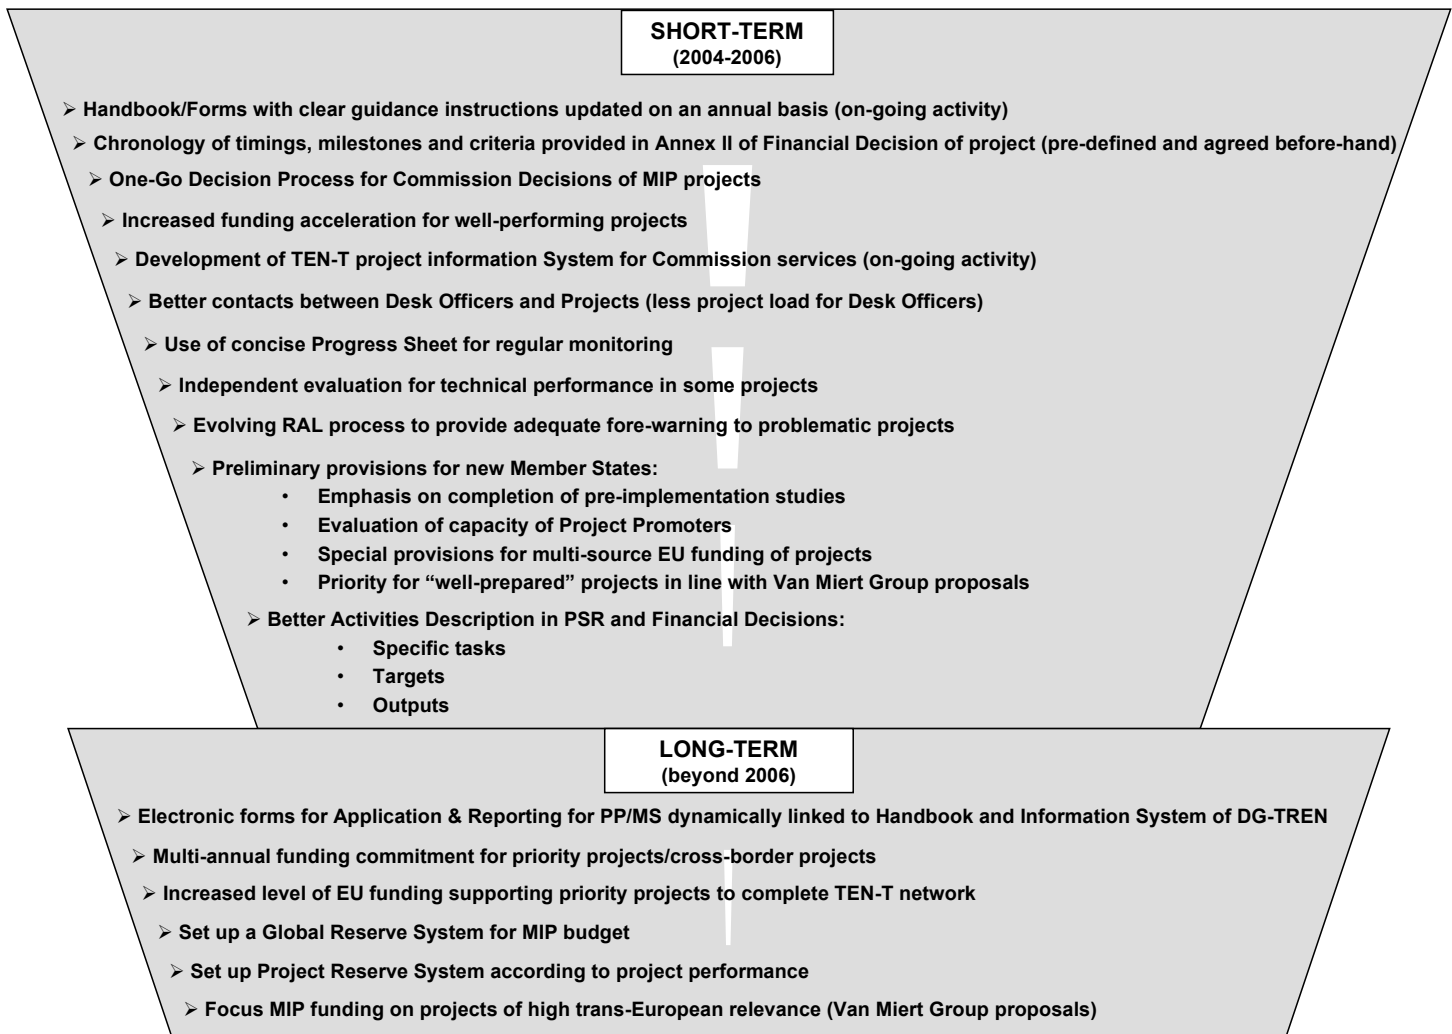 SHORT-TERM
(2004-2006)
➢ Handbook/Forms with clear guidance instructions updated on an annual basis (on-going activity)
➢ Chronology of timings, milestones and criteria provided in Annex II of Financial Decision of project (pre-defined and agreed before-hand)
➢ One-Go Decision Process for Commission Decisions of MIP projects
➢ Increased funding acceleration for well-performing projects
➢ Development of TEN-T project information System for Commission services (on-going activity)
➢ Better contacts between Desk Officers and Projects (less project load for Desk Officers)
➢ Use of concise Progress Sheet for regular monitoring
➢ Independent evaluation for technical performance in some projects
➢ Evolving RAL process to provide adequate fore-warning to problematic projects
➢ Preliminary provisions for new Member States:
• Emphasis on completion of pre-implementation studies
• Evaluation of capacity of Project Promoters
• Special provisions for multi-source EU funding of projects
• Priority for “well-prepared” projects in line with Van Miert Group proposals
➢ Better Activities Description in PSR and Financial Decisions:
• Specific tasks
• Targets
• Outputs
LONG-TERM
(beyond 2006)
➢ Electronic forms for Application & Reporting for PP/MS dynamically linked to Handbook and Information System of DG-TREN
➢ Multi-annual funding commitment for priority projects/cross-border projects
➢ Increased level of EU funding supporting priority projects to complete TEN-T network
➢ Set up a Global Reserve System for MIP budget
➢ Set up Project Reserve System according to project performance
➢ Focus MIP funding on projects of high trans-European relevance (Van Miert Group proposals)